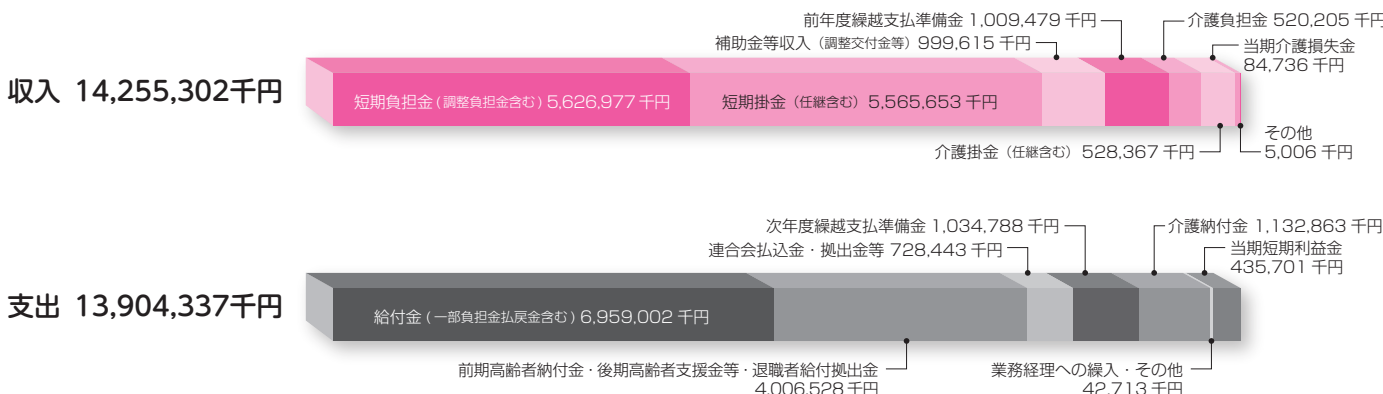 前年度繰越支払準備金 1,009,479 千円
介護負担金 520,205 千円
補助金等収入（調整交付金等）999,615 千円
当期介護損失金
84,736 千円
収入 14,255,302千円
短期負担金(調整負担金含む) 5,626,977 千円
短期掛金（任継含む）5,565,653 千円
介護掛金（任継含む）528,367 千円
その他
5,006 千円
次年度繰越支払準備金 1,034,788 千円
介護納付金 1,132,863 千円
連合会払込金・拠出金等 728,443 千円
当期短期利益金
435,701 千円
支出 13,904,337千円
給付金(一部負担金払戻金含む) 6,959,002 千円
前期高齢者納付金・後期高齢者支援金等・退職者給付拠出金
4,006,528 千円
業務経理への繰入・その他
42,713 千円